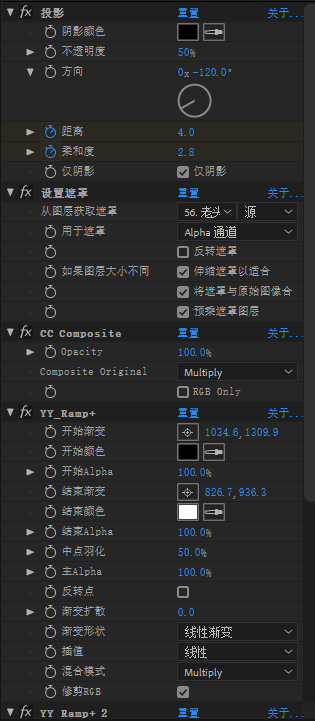 fx 投影 重置 关于...
阴影颜色
不透明度 50%
方向 0x-120.0°
距离 4.0
柔和度 2.8
仅阴影 仅阴影
fx 设置遮罩 重置 关于...
从图层获取遮罩 56. 老头 源
用于遮罩 Alpha 通道
反转遮罩
如果图层大小不同 伸缩遮罩以适合
将遮罩与原始图像合
预乘遮罩图层
fx CC Composite 重置 关于...
Opacity 100.0%
Composite Original Multiply
RGB Only
fx YY_Ramp+ 重置 关于...
开始渐变 1034.6,1309.9
开始颜色
开始Alpha 100.0%
结束渐变 826.7,936.3
结束颜色
结束Alpha 100.0%
中点羽化 50.0%
主Alpha 100.0%
反转点
渐变扩散 0.0
渐变形状 线性渐变
插值 线性
混合模式 Multiply
修剪RGB
fx YY_Ramp+ 2 重置 关于...